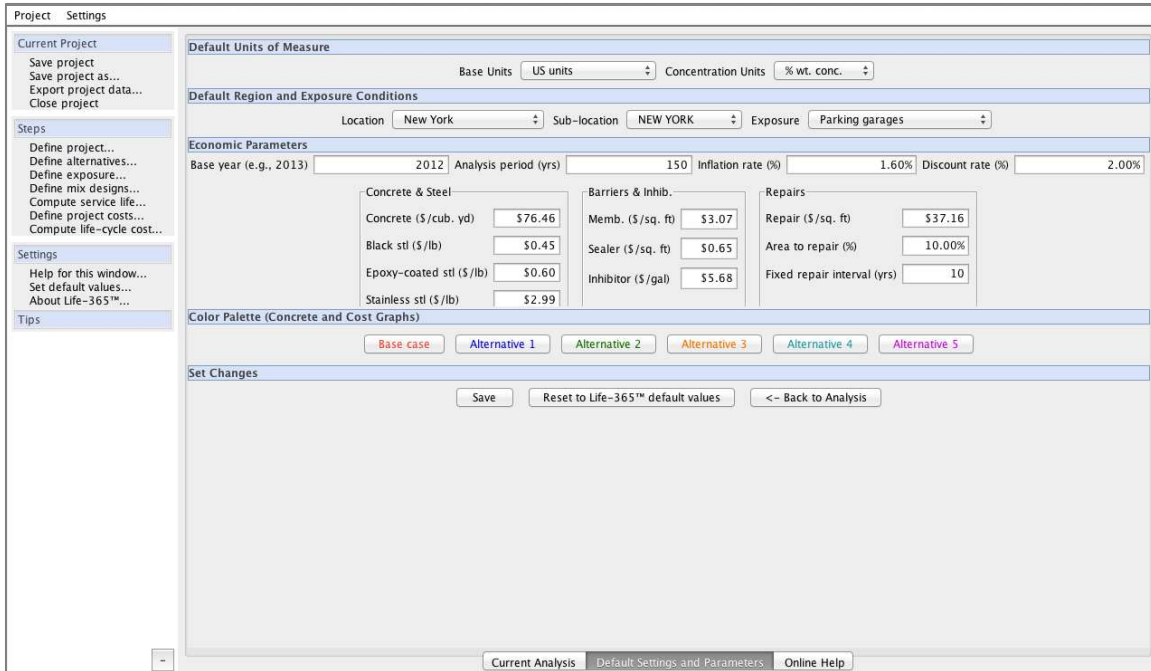 Project Settings
Current Project
Save project
Save project as...
Export project data...
Close project
Steps
Define project...
Define alternatives...
Define exposure...
Define mix designs...
Compute service life...
Define project costs...
Compute life-cycle cost...
Settings
Help for this window...
Set default values...
About Life-365™...
Tips
-
Default Units of Measure
Base Units US units Concentration Units % wt. conc.
Default Region and Exposure Conditions
Location New York Sub-location NEW YORK Exposure Parking garages
Economic Parameters
Base year (e.g., 2013) 2012 Analysis period (yrs) 150 Inflation rate (%) 1.60% Discount rate (%) 2.00%
Concrete & Steel
Concrete ($/cub. yd) $76.46
Black stl ($/lb) $0.45
Epoxy-coated stl ($/lb) $0.60
Stainless stl ($/lb) $2.99
Barriers & Inhib.
Memb. ($/sq. ft) $3.07
Sealer ($/sq. ft) $0.65
Inhibitor ($/gal) $5.68
Repairs
Repair ($/sq. ft) $37.16
Area to repair (%) 10.00%
Fixed repair interval (yrs) 10
Color Palette (Concrete and Cost Graphs)
Base case Alternative 1 Alternative 2 Alternative 3 Alternative 4 Alternative 5
Set Changes
Save Reset to Life-365™ default values <- Back to Analysis
Current Analysis Default Settings and Parameters Online Help